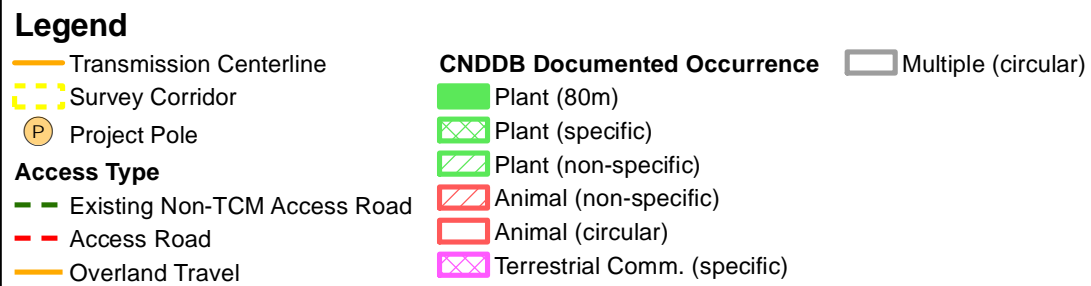 Legend
Transmission Centerline
Survey Corridor
P Project Pole
Access Type
Existing Non-TCM Access Road
Access Road
Overland Travel
CNDDB Documented Occurrence
Plant (80m)
Plant (specific)
Plant (non-specific)
Animal (non-specific)
Animal (circular)
Terrestrial Comm. (specific)
Multiple (circular)